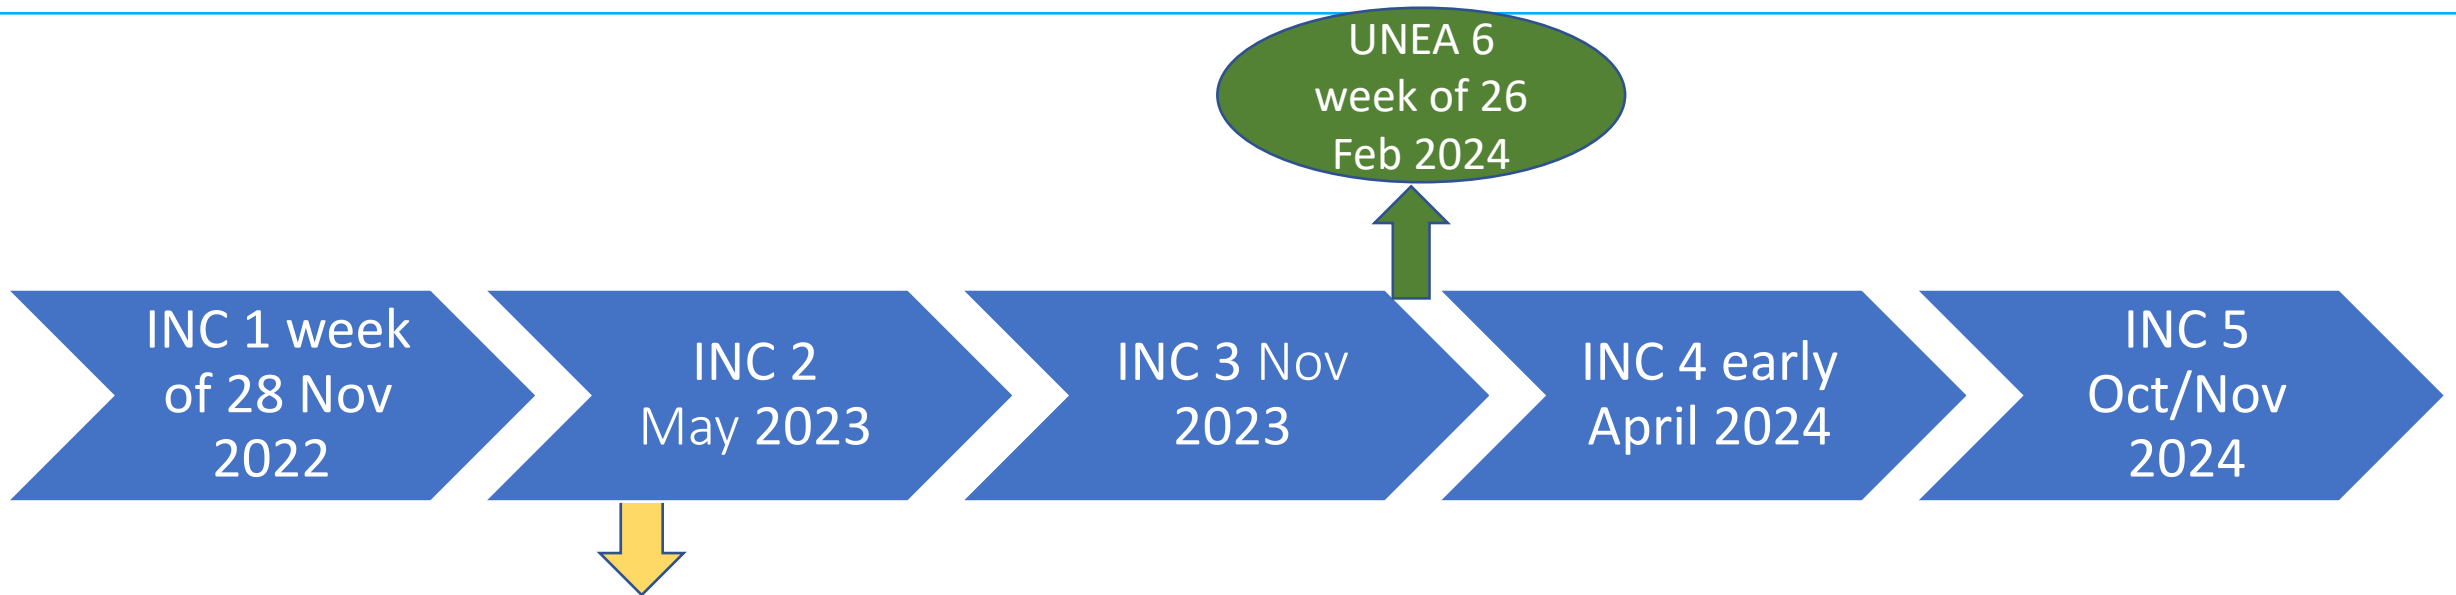 UNEA 6
week of 26
Feb 2024
INC 1 week
of 28 Nov
2022
INC 2
May 2023
INC 3 Nov
2023
INC 4 early
April 2024
INC 5
Oct/Nov
2024